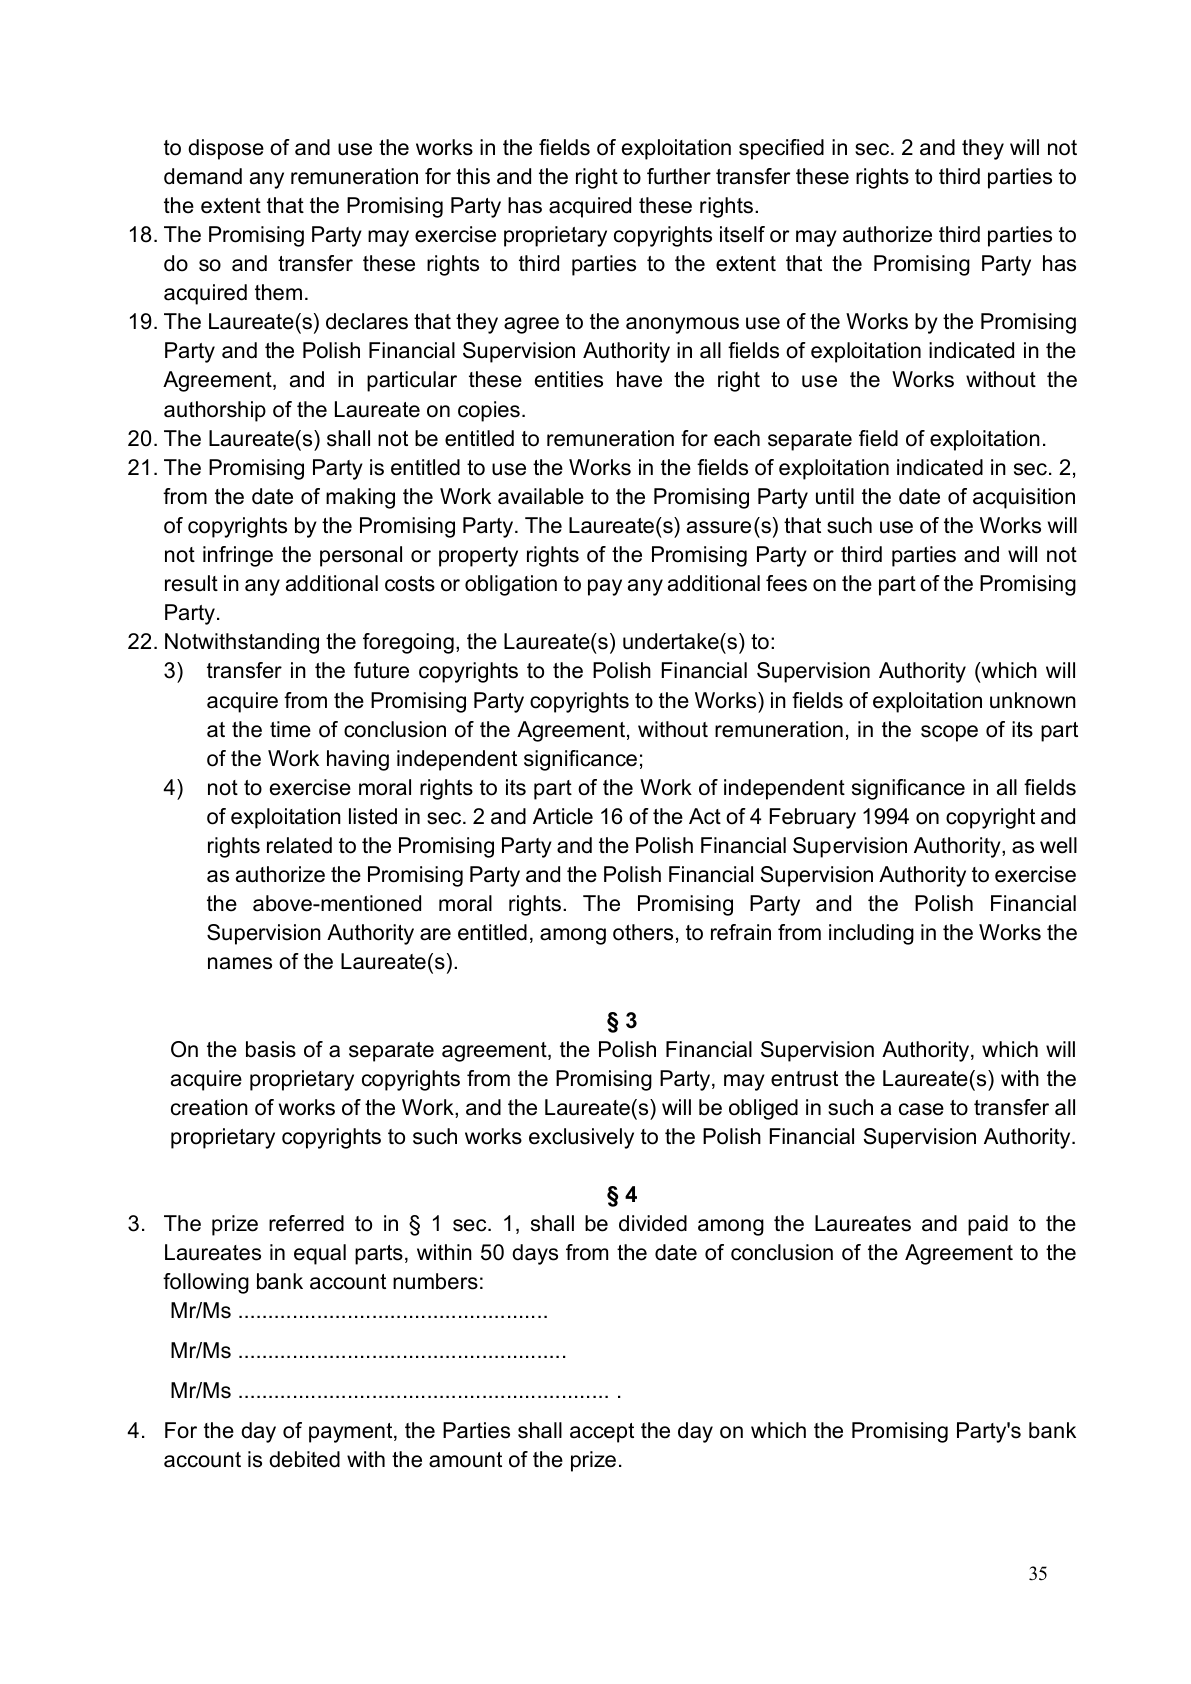 to dispose of and use the works in the fields of exploitation specified in sec. 2 and they will not
demand any remuneration for this and the right to further transfer these rights to third parties to
the extent that the Promising Party has acquired these rights.
18. The Promising Party may exercise proprietary copyrights itself or may authorize third parties to
do so and transfer these rights to third parties to the extent that the Promising Party has
acquired them.
19. The Laureate(s) declares that they agree to the anonymous use of the Works by the Promising
Party and the Polish Financial Supervision Authority in all fields of exploitation indicated in the
Agreement, and in particular these entities have the right to use the Works without the
authorship of the Laureate on copies.
20. The Laureate(s) shall not be entitled to remuneration for each separate field of exploitation.
21. The Promising Party is entitled to use the Works in the fields of exploitation indicated in sec. 2,
from the date of making the Work available to the Promising Party until the date of acquisition
of copyrights by the Promising Party. The Laureate(s) assure(s) that such use of the Works will
not infringe the personal or property rights of the Promising Party or third parties and will not
result in any additional costs or obligation to pay any additional fees on the part of the Promising
Party.
22. Notwithstanding the foregoing, the Laureate(s) undertake(s) to:
3) transfer in the future copyrights to the Polish Financial Supervision Authority (which will
acquire from the Promising Party copyrights to the Works) in fields of exploitation unknown
at the time of conclusion of the Agreement, without remuneration, in the scope of its part
of the Work having independent significance;
4) not to exercise moral rights to its part of the Work of independent significance in all fields
of exploitation listed in sec. 2 and Article 16 of the Act of 4 February 1994 on copyright and
rights related to the Promising Party and the Polish Financial Supervision Authority, as well
as authorize the Promising Party and the Polish Financial Supervision Authority to exercise
the above-mentioned moral rights. The Promising Party and the Polish Financial
Supervision Authority are entitled, among others, to refrain from including in the Works the
names of the Laureate(s).
§ 3
On the basis of a separate agreement, the Polish Financial Supervision Authority, which will
acquire proprietary copyrights from the Promising Party, may entrust the Laureate(s) with the
creation of works of the Work, and the Laureate(s) will be obliged in such a case to transfer all
proprietary copyrights to such works exclusively to the Polish Financial Supervision Authority.
§ 4
3. The prize referred to in § 1 sec. 1, shall be divided among the Laureates and paid to the
Laureates in equal parts, within 50 days from the date of conclusion of the Agreement to the
following bank account numbers:
Mr/Ms ...................................................
Mr/Ms ......................................................
Mr/Ms ............................................................. .
4. For the day of payment, the Parties shall accept the day on which the Promising Party's bank
account is debited with the amount of the prize.
35